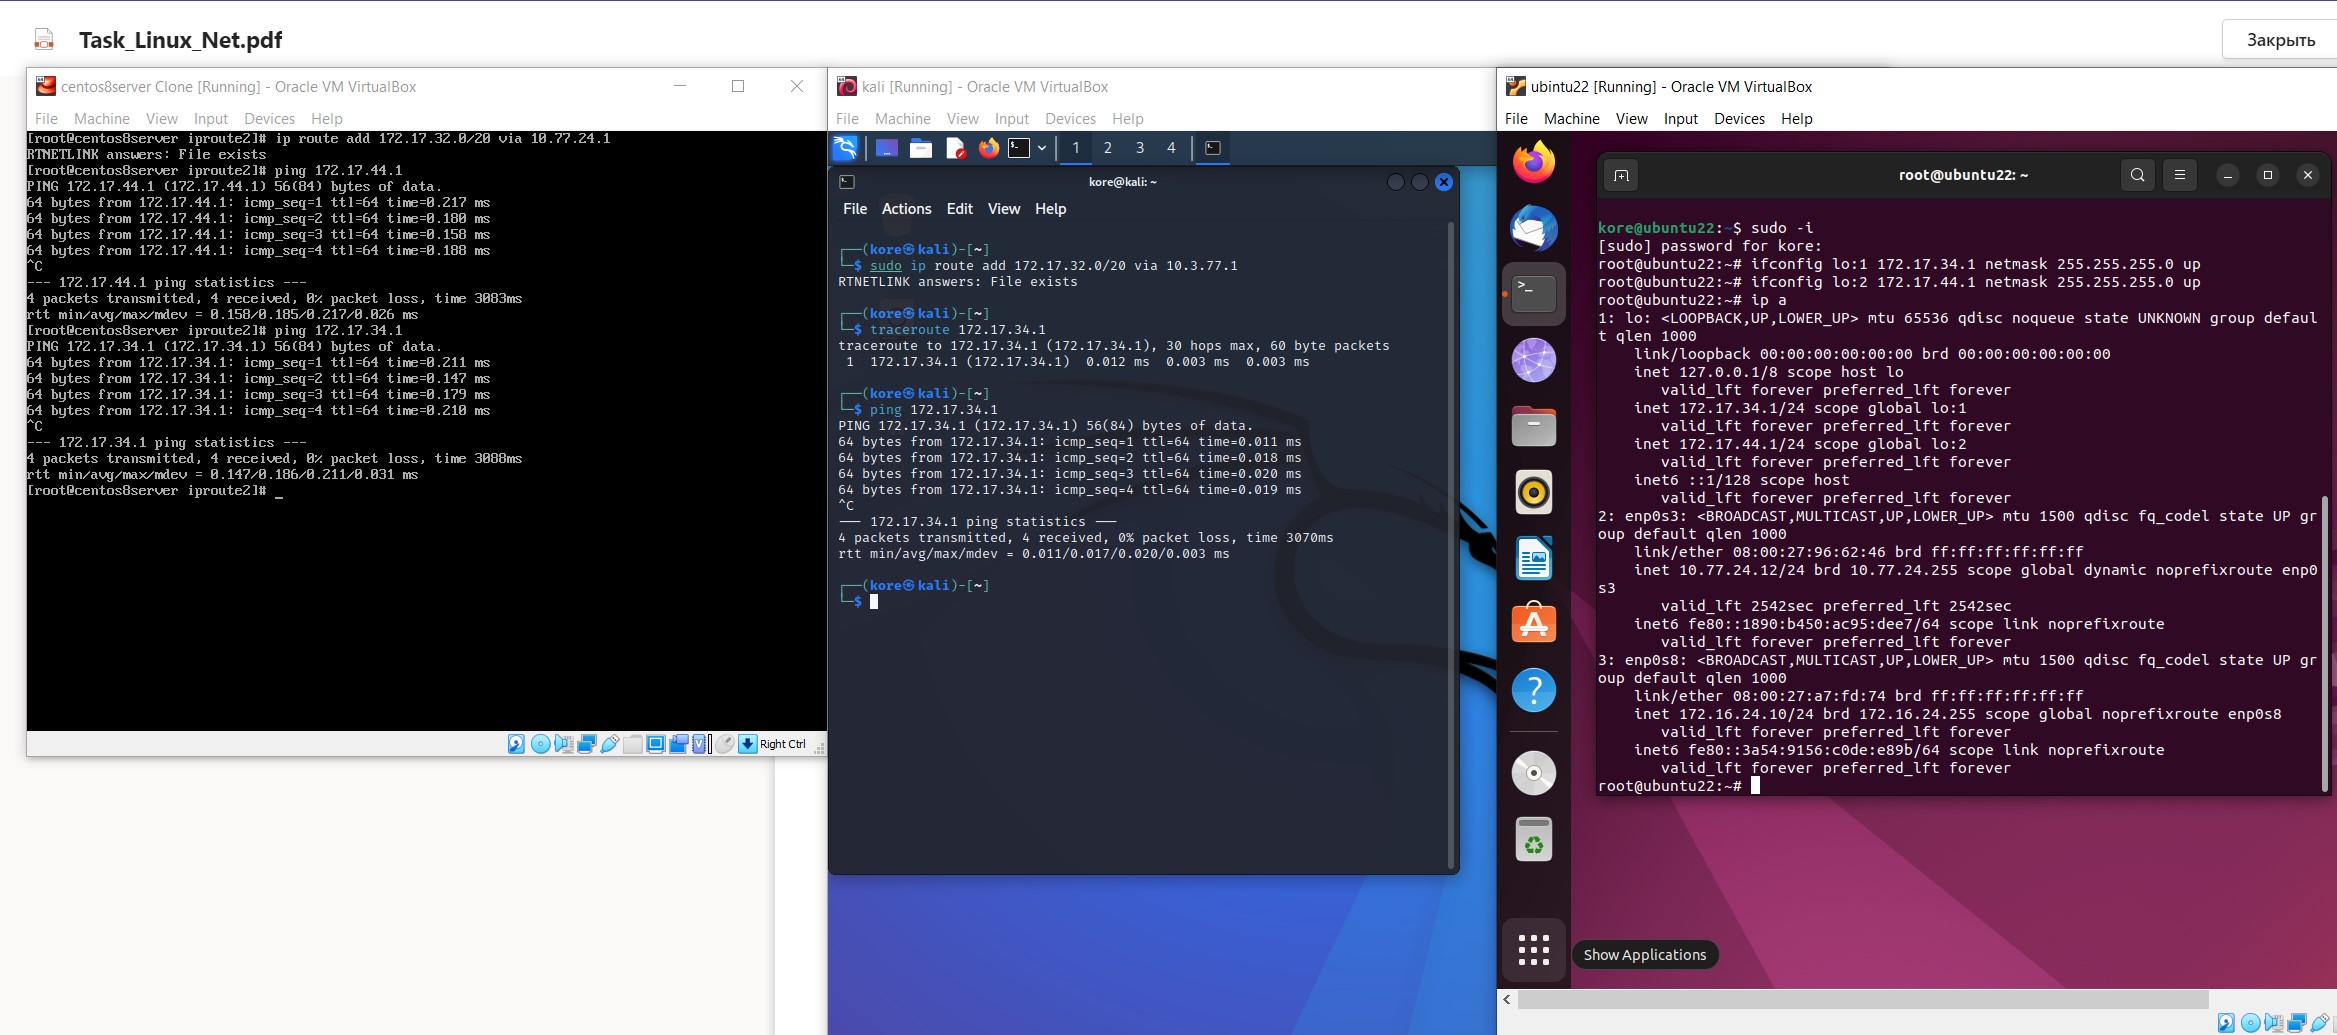 Task_Linux_Net.pdf
Закрыть
centos8server Clone [Running] - Oracle VM VirtualBox
File Machine View Input Devices Help
[root@centos8server iproute2]# ip route add 172.17.32.0/20 via 10.77.24.1
RTNETLINK answers: File exists
[root@centos8server iproute2]# ping 172.17.44.1
PING 172.17.44.1 (172.17.44.1) 56(84) bytes of data.
64 bytes from 172.17.44.1: icmp_seq=1 ttl=64 time=0.217 ms
64 bytes from 172.17.44.1: icmp_seq=2 ttl=64 time=0.180 ms
64 bytes from 172.17.44.1: icmp_seq=3 ttl=64 time=0.158 ms
64 bytes from 172.17.44.1: icmp_seq=4 ttl=64 time=0.188 ms
^C
--- 172.17.44.1 ping statistics ---
4 packets transmitted, 4 received, 0% packet loss, time 3083ms
rtt min/avg/max/mdev = 0.158/0.185/0.217/0.026 ms
[root@centos8server iproute2]# ping 172.17.34.1
PING 172.17.34.1 (172.17.34.1) 56(84) bytes of data.
64 bytes from 172.17.34.1: icmp_seq=1 ttl=64 time=0.211 ms
64 bytes from 172.17.34.1: icmp_seq=2 ttl=64 time=0.147 ms
64 bytes from 172.17.34.1: icmp_seq=3 ttl=64 time=0.179 ms
64 bytes from 172.17.34.1: icmp_seq=4 ttl=64 time=0.210 ms
^C
--- 172.17.34.1 ping statistics ---
4 packets transmitted, 4 received, 0% packet loss, time 3088ms
rtt min/avg/max/mdev = 0.147/0.186/0.211/0.031 ms
[root@centos8server iproute2]# _
Right Ctrl
kali [Running] - Oracle VM VirtualBox
File Machine View Input Devices Help
1 2 3 4
kore@kali: ~
File Actions Edit View Help
┌──(kore㉿kali)-[~]
└─$ sudo ip route add 172.17.32.0/20 via 10.3.77.1
RTNETLINK answers: File exists
┌──(kore㉿kali)-[~]
└─$ traceroute 172.17.34.1
traceroute to 172.17.34.1 (172.17.34.1), 30 hops max, 60 byte packets
1 172.17.34.1 (172.17.34.1) 0.012 ms 0.003 ms 0.003 ms
┌──(kore㉿kali)-[~]
└─$ ping 172.17.34.1
PING 172.17.34.1 (172.17.34.1) 56(84) bytes of data.
64 bytes from 172.17.34.1: icmp_seq=1 ttl=64 time=0.011 ms
64 bytes from 172.17.34.1: icmp_seq=2 ttl=64 time=0.018 ms
64 bytes from 172.17.34.1: icmp_seq=3 ttl=64 time=0.020 ms
64 bytes from 172.17.34.1: icmp_seq=4 ttl=64 time=0.019 ms
^C
--- 172.17.34.1 ping statistics ---
4 packets transmitted, 4 received, 0% packet loss, time 3070ms
rtt min/avg/max/mdev = 0.011/0.017/0.020/0.003 ms
┌──(kore㉿kali)-[~]
└─$
ubintu22 [Running] - Oracle VM VirtualBox
File Machine View Input Devices Help
root@ubuntu22: ~
kore@ubuntu22:~$ sudo -i
[sudo] password for kore:
root@ubuntu22:~# ifconfig lo:1 172.17.34.1 netmask 255.255.255.0 up
root@ubuntu22:~# ifconfig lo:2 172.17.44.1 netmask 255.255.255.0 up
root@ubuntu22:~# ip a
1: lo: <LOOPBACK,UP,LOWER_UP> mtu 65536 qdisc noqueue state UNKNOWN group defaul
t qlen 1000
link/loopback 00:00:00:00:00:00 brd 00:00:00:00:00:00
inet 127.0.0.1/8 scope host lo
valid_lft forever preferred_lft forever
inet 172.17.34.1/24 scope global lo:1
valid_lft forever preferred_lft forever
inet 172.17.44.1/24 scope global lo:2
valid_lft forever preferred_lft forever
inet6 ::1/128 scope host
valid_lft forever preferred_lft forever
2: enp0s3: <BROADCAST,MULTICAST,UP,LOWER_UP> mtu 1500 qdisc fq_codel state UP gr
oup default qlen 1000
link/ether 08:00:27:96:62:46 brd ff:ff:ff:ff:ff:ff
inet 10.77.24.12/24 brd 10.77.24.255 scope global dynamic noprefixroute enp0
s3
valid_lft 2542sec preferred_lft 2542sec
inet6 fe80::1890:b450:ac95:dee7/64 scope link noprefixroute
valid_lft forever preferred_lft forever
3: enp0s8: <BROADCAST,MULTICAST,UP,LOWER_UP> mtu 1500 qdisc fq_codel state UP gr
oup default qlen 1000
link/ether 08:00:27:a7:fd:74 brd ff:ff:ff:ff:ff:ff
inet 172.16.24.10/24 brd 172.16.24.255 scope global noprefixroute enp0s8
valid_lft forever preferred_lft forever
inet6 fe80::3a54:9156:c0de:e89b/64 scope link noprefixroute
valid_lft forever preferred_lft forever
root@ubuntu22:~#
Show Applications